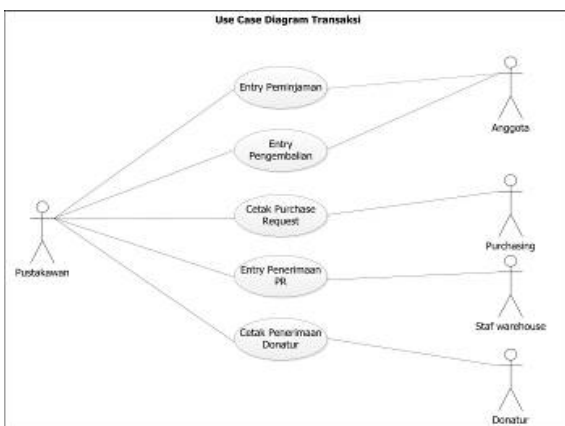 Use Case Diagram Transaksi
Entry Peminjaman
Anggota
Entry
Pengembalian
Cetak Purchase
Request
Purchasing
Pustakawan
Entry Penerimaan
PR
Staf warehouse
Cetak Penerimaan
Donatur
Donatur